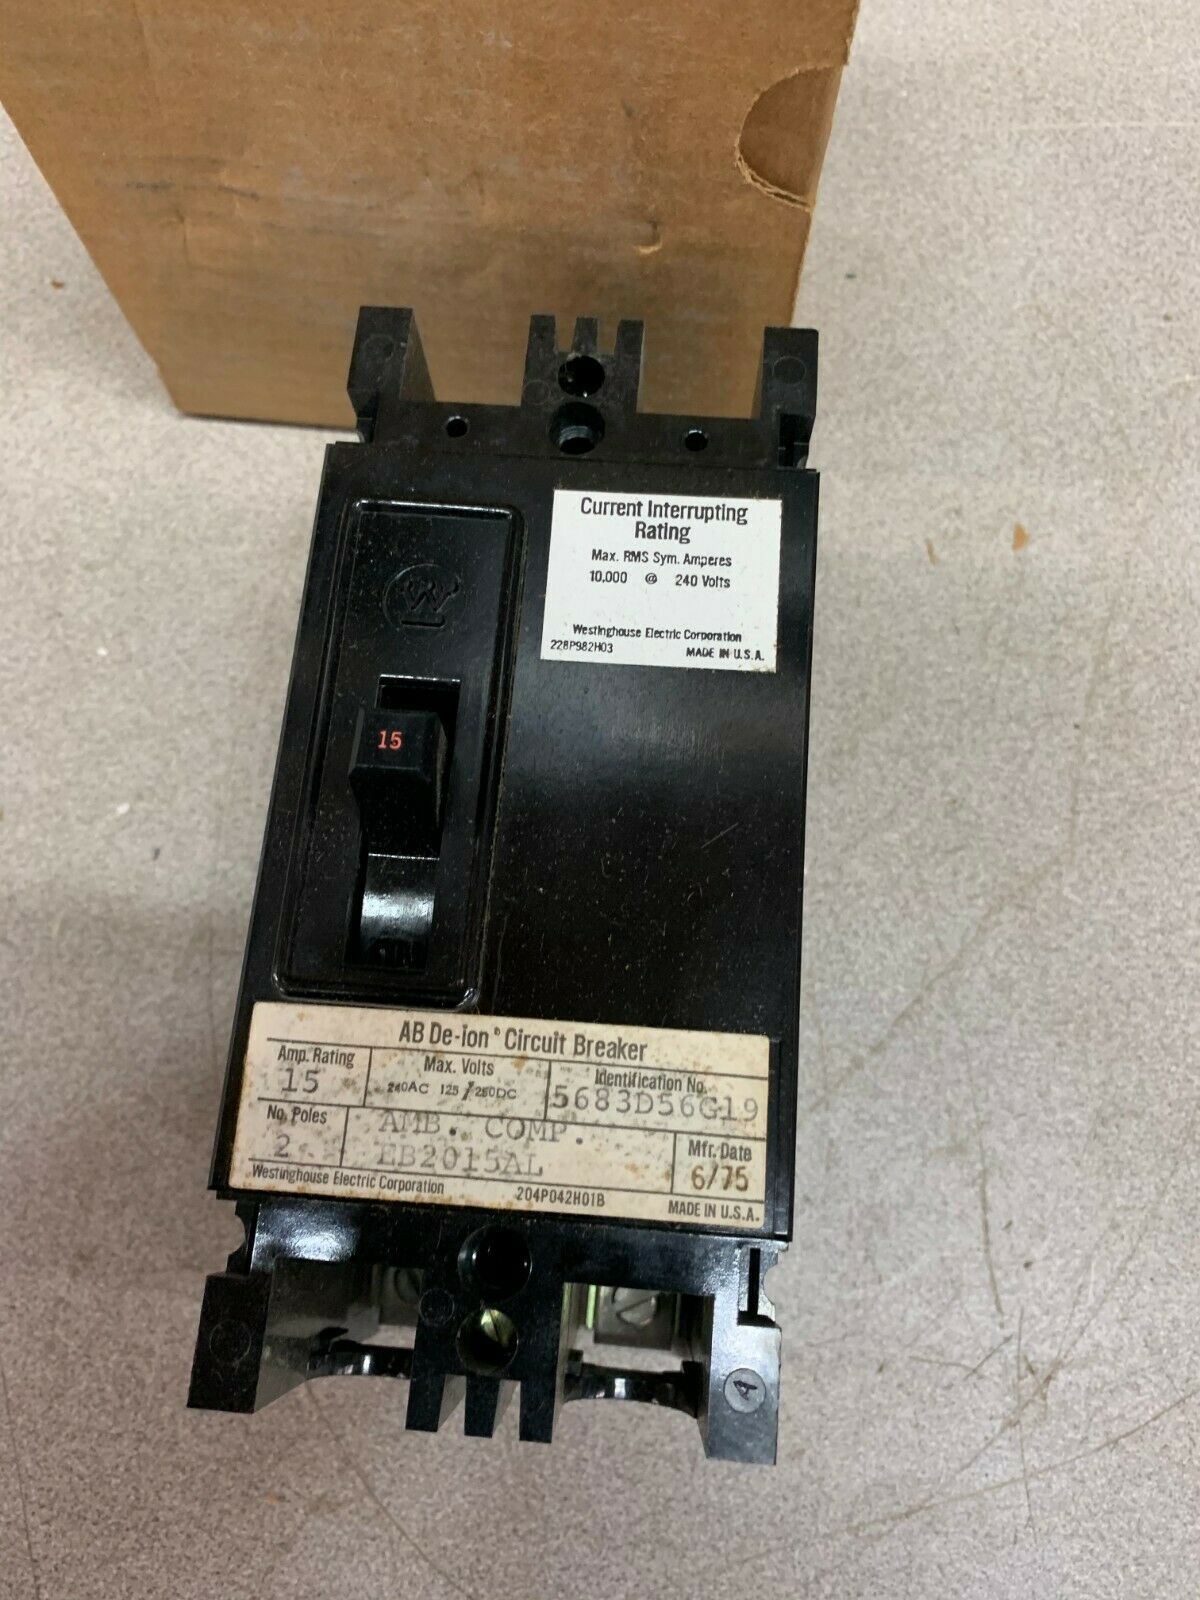 W
Current Interrupting
Rating
Max. RMS Sym. Amperes
10,000 @ 240 Volts
Westinghouse Electric Corporation
228P982H03 MADE IN U.S.A.
15
AB De-ion® Circuit Breaker
Amp. Rating Max. Volts Identification No.
15 240AC 125/250DC 5683D56G19
No. Poles AMB. COMP. Mfr. Date
2 EB2015AL 6/75
Westinghouse Electric Corporation 204P042H01B MADE IN U.S.A.
A